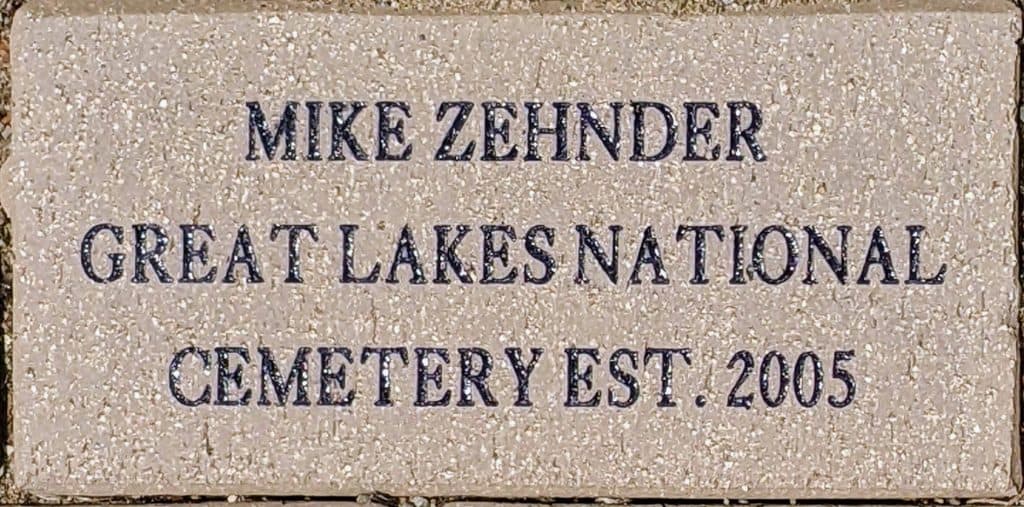 MIKE ZEHNDER
GREAT LAKES NATIONAL
CEMETERY EST. 2005